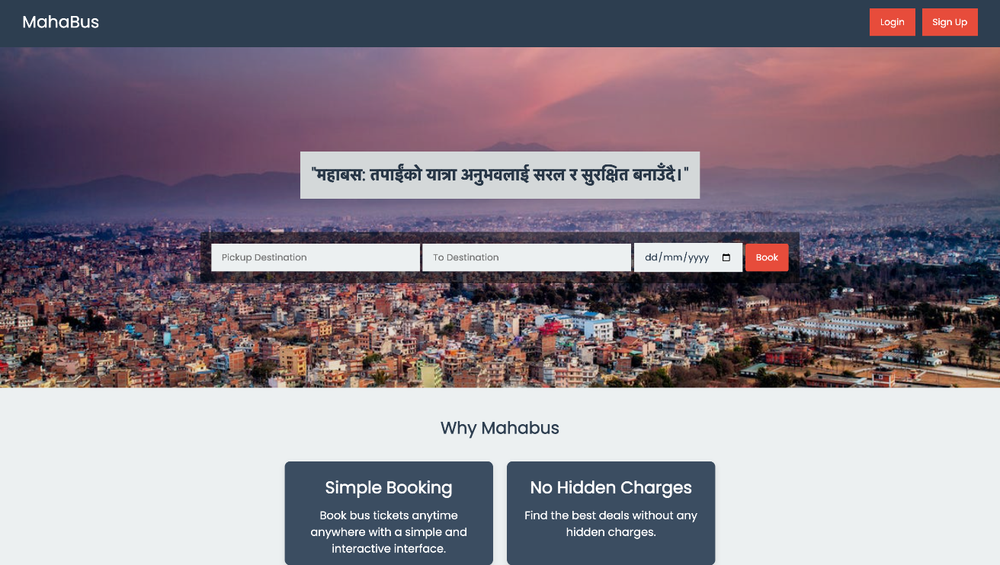 MahaBus
Login
Sign Up
"महाबस: तपाईंको यात्रा अनुभवलाई सरल र सुरक्षित बनाउँदै।"
Pickup Destination
To Destination
dd/mm/yyyy
Book
Why Mahabus
Simple Booking
Book bus tickets anytime
anywhere with a simple and
interactive interface.
No Hidden Charges
Find the best deals without any
hidden charges.